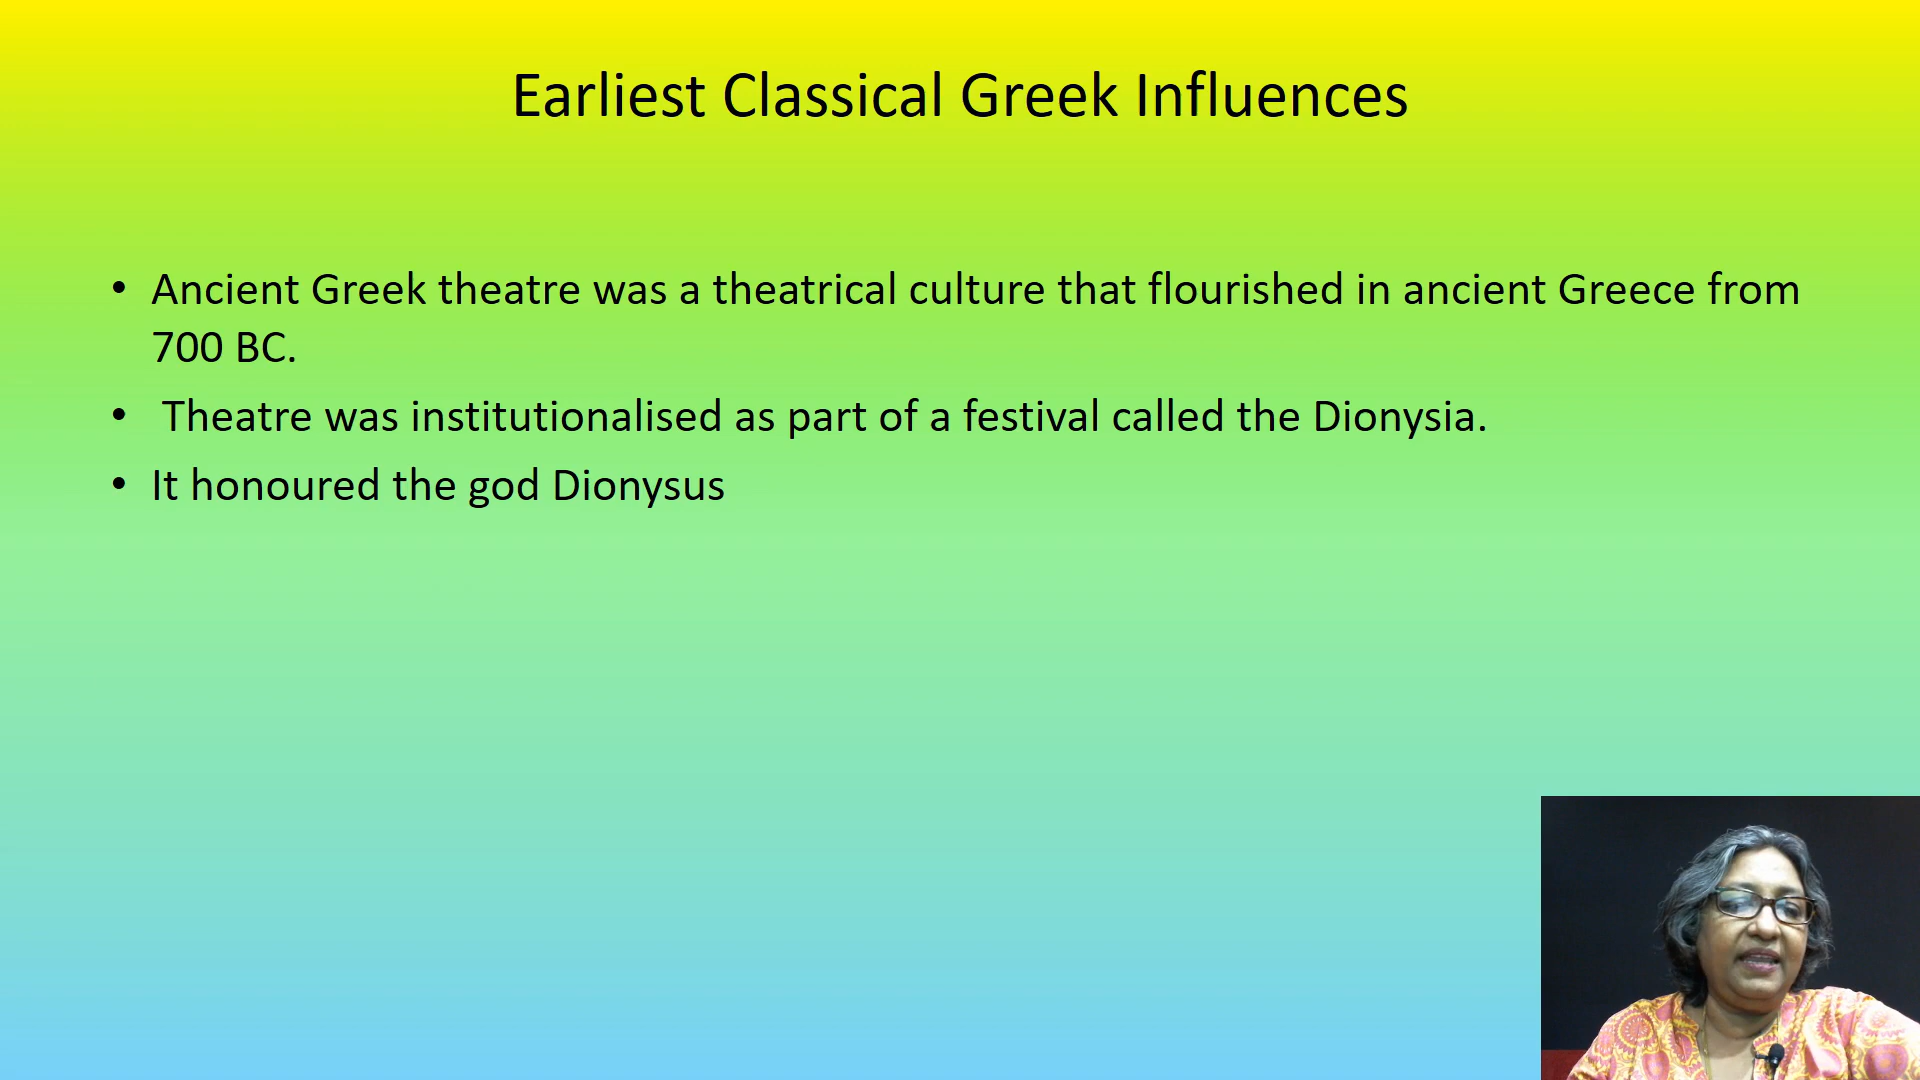 Earliest Classical Greek Influences
• Ancient Greek theatre was a theatrical culture that flourished in ancient Greece from
700 BC.
• Theatre was institutionalised as part of a festival called the Dionysia.
• It honoured the god Dionysus